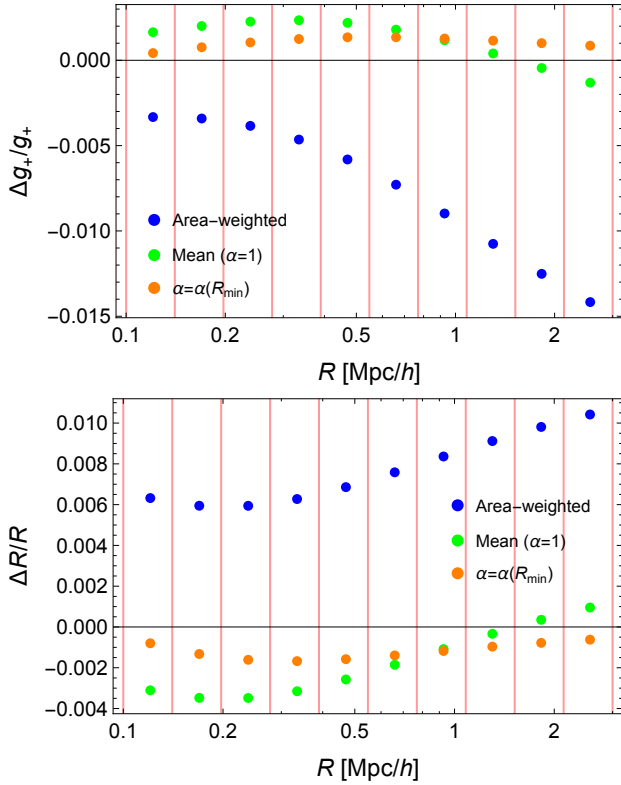 0.000
-0.005
-0.010
-0.015
Δg+/g+
Area-weighted
Mean (α=1)
α=α(Rmin)
0.1 0.2 0.5 1 2
R [Mpc/h]
0.010
0.008
0.006
0.004
0.002
0.000
-0.002
-0.004
ΔR/R
Area-weighted
Mean (α=1)
α=α(Rmin)
0.1 0.2 0.5 1 2
R [Mpc/h]